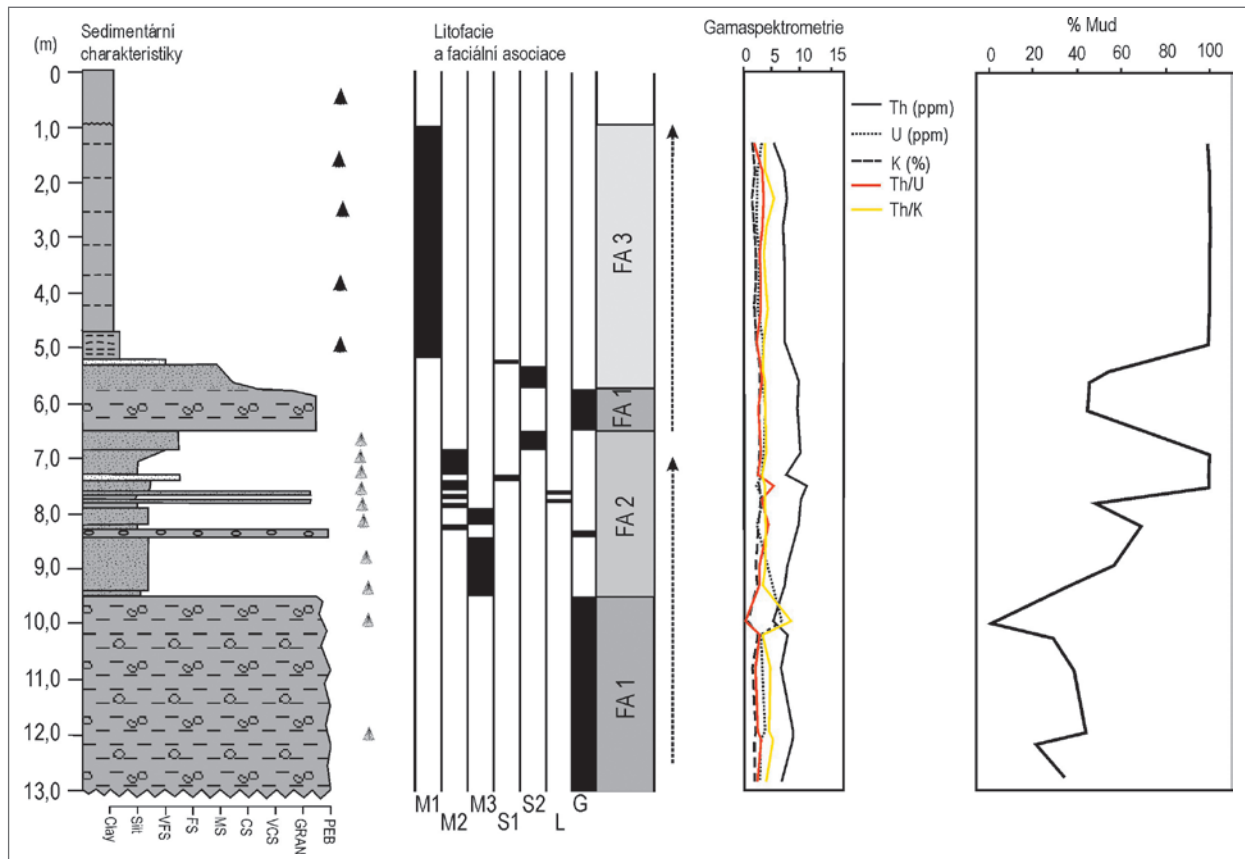 Sedimentární
charakteristiky
(m)
0
1,0
2,0
3,0
4,0
5,0
6,0
7,0
8,0
9,0
10,0
11,0
12,0
13,0
Clay
Silt
VFS
FS
MS
CS
VCS
GRAN
PEB
Litofacie
a faciální asociace
FA 3
FA 1
FA 2
FA 1
M1
M2
M3
S1
S2
L
G
Gamaspektrometrie
0 5 10 15
Th (ppm)
U (ppm)
K (%)
Th/U
Th/K
% Mud
0 20 40 60 80 100